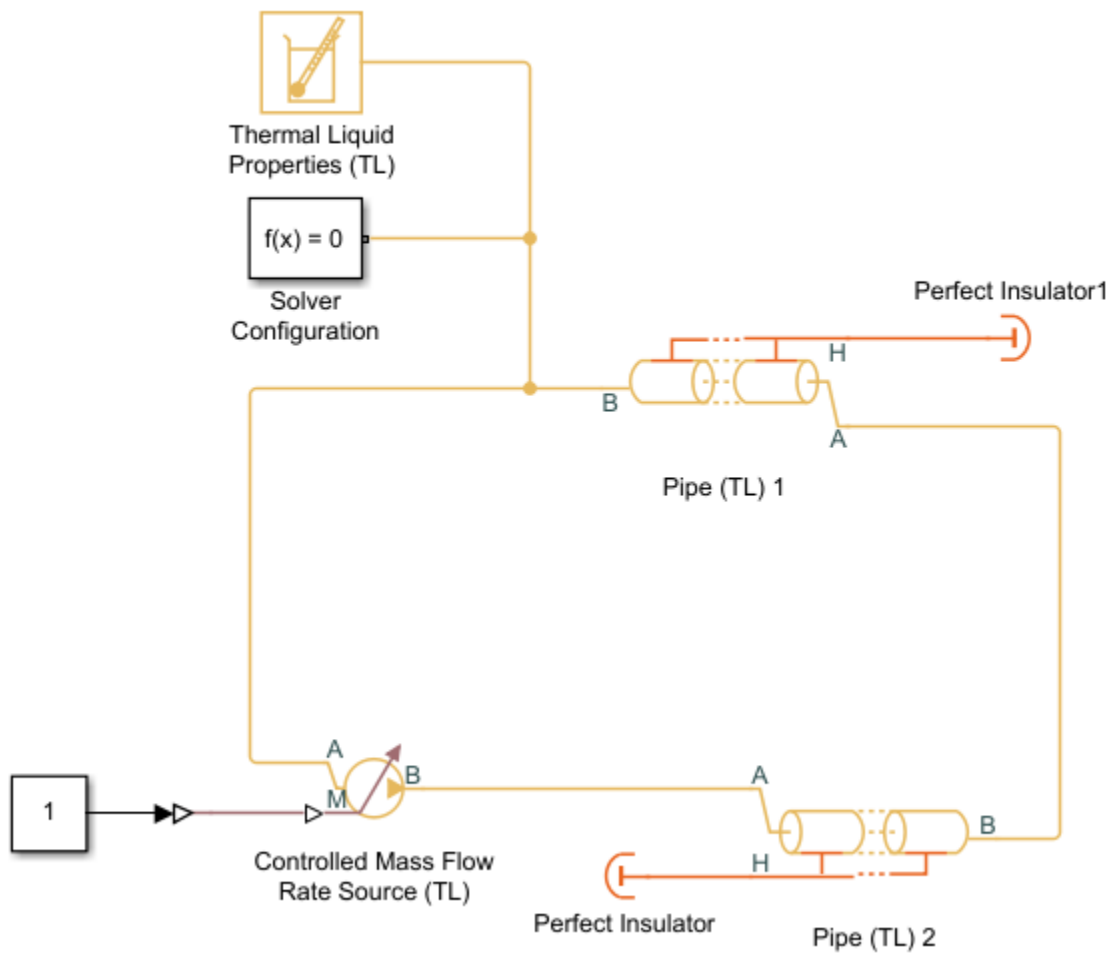 Thermal Liquid
Properties (TL)
f(x) = 0
Solver
Configuration
Perfect Insulator1
H
B
A
Pipe (TL) 1
A
B
M
1
Controlled Mass Flow
Rate Source (TL)
A
B
H
Perfect Insulator
Pipe (TL) 2